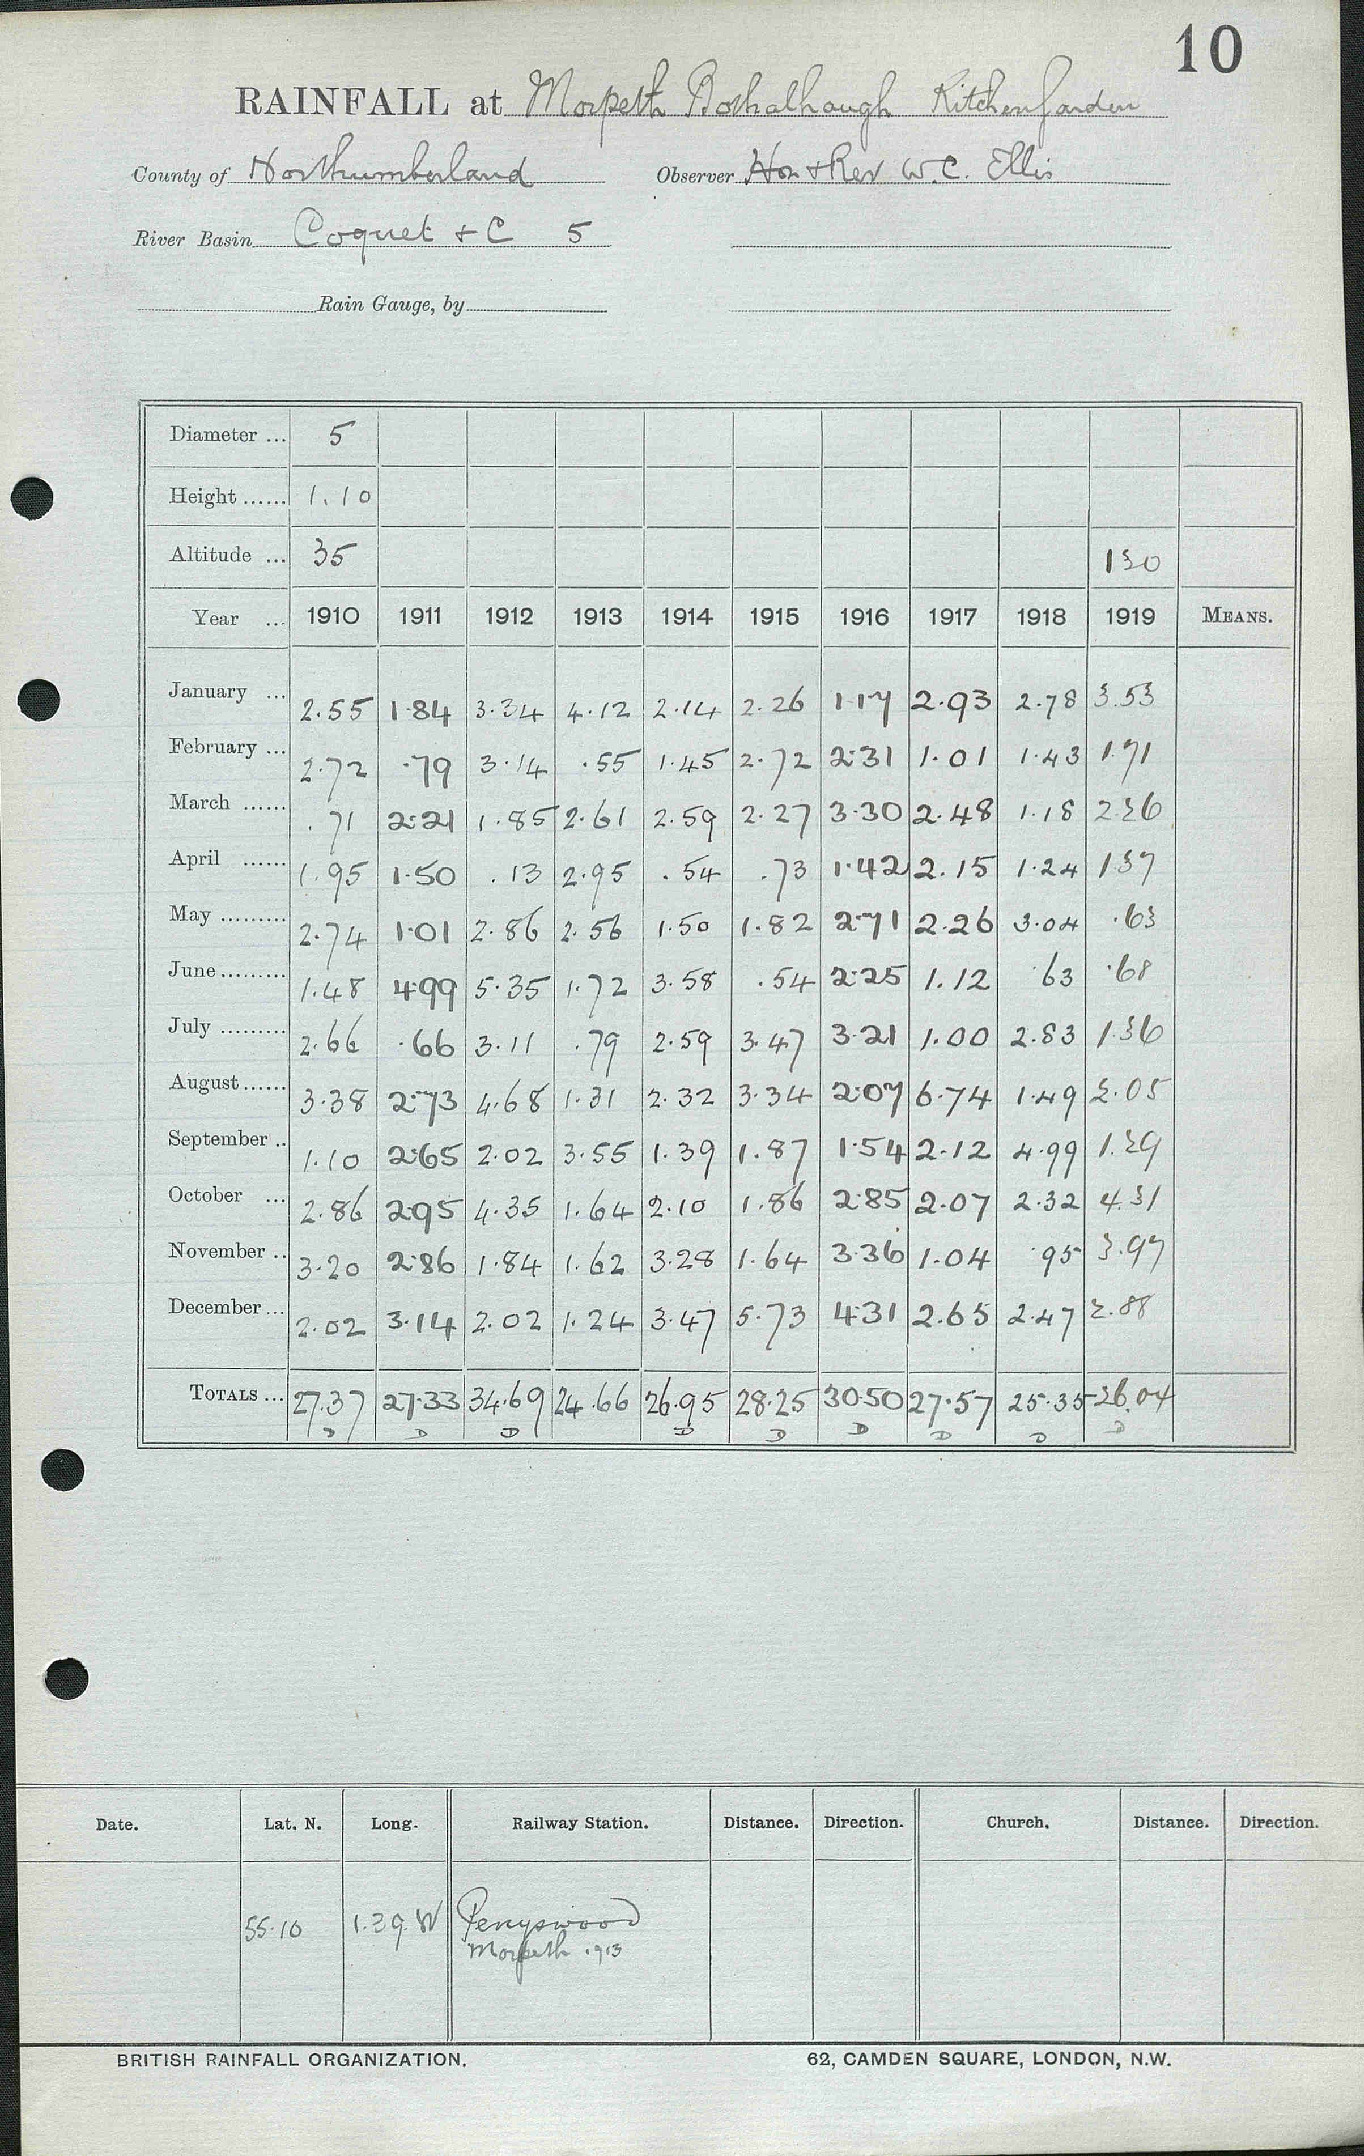 10
RAINFALL at Morpeth Bothalhaugh Kitchen Garden
County of Northumberland Observer Hon & Rev W. C. Ellis
River Basin Coquet & C 5
Rain Gauge, by
Diameter ... 5
Height ...... 1.10
Altitude ... 35 130
Year ... 1910 1911 1912 1913 1914 1915 1916 1917 1918 1919 MEANS.
January ... 2.55 1.84 3.34 4.12 2.14 2.26 1.17 2.93 2.78 3.53
February ... 2.72 .79 3.14 .55 1.45 2.72 2.31 1.01 1.43 1.71
March ...... .71 2.21 1.85 2.61 2.59 2.27 3.30 2.48 1.18 2.26
April ...... 1.95 1.50 .13 2.95 .54 .73 1.42 2.15 1.24 1.37
May ......... 2.74 1.01 2.86 2.56 1.50 1.82 2.71 2.26 3.04 .63
June ......... 1.48 4.99 5.35 1.72 3.58 .54 2.25 1.12 .63 .68
July ......... 2.66 .66 3.11 .79 2.59 3.47 3.21 1.00 2.83 1.36
August ...... 3.38 2.73 4.68 1.31 2.32 3.34 2.07 6.74 1.49 2.05
September .. 1.10 2.65 2.02 3.55 1.39 1.87 1.54 2.12 4.99 1.29
October ... 2.86 2.95 4.35 1.64 2.10 1.86 2.85 2.07 2.32 4.31
November .. 3.20 2.86 1.84 1.62 3.28 1.64 3.36 1.04 .95 3.97
December ... 2.02 3.14 2.02 1.24 3.47 5.73 4.31 2.65 2.47 2.88
TOTALS ... 27.37 27.33 34.69 24.66 26.95 28.25 30.50 27.57 25.35 26.04
D D D D D D D D D
Date. Lat. N. Long. Railway Station. Distance. Direction. Church. Distance. Direction.
55.10 1.39 W Pegswood
Morpeth 1913
BRITISH RAINFALL ORGANIZATION. 62, CAMDEN SQUARE, LONDON, N.W.